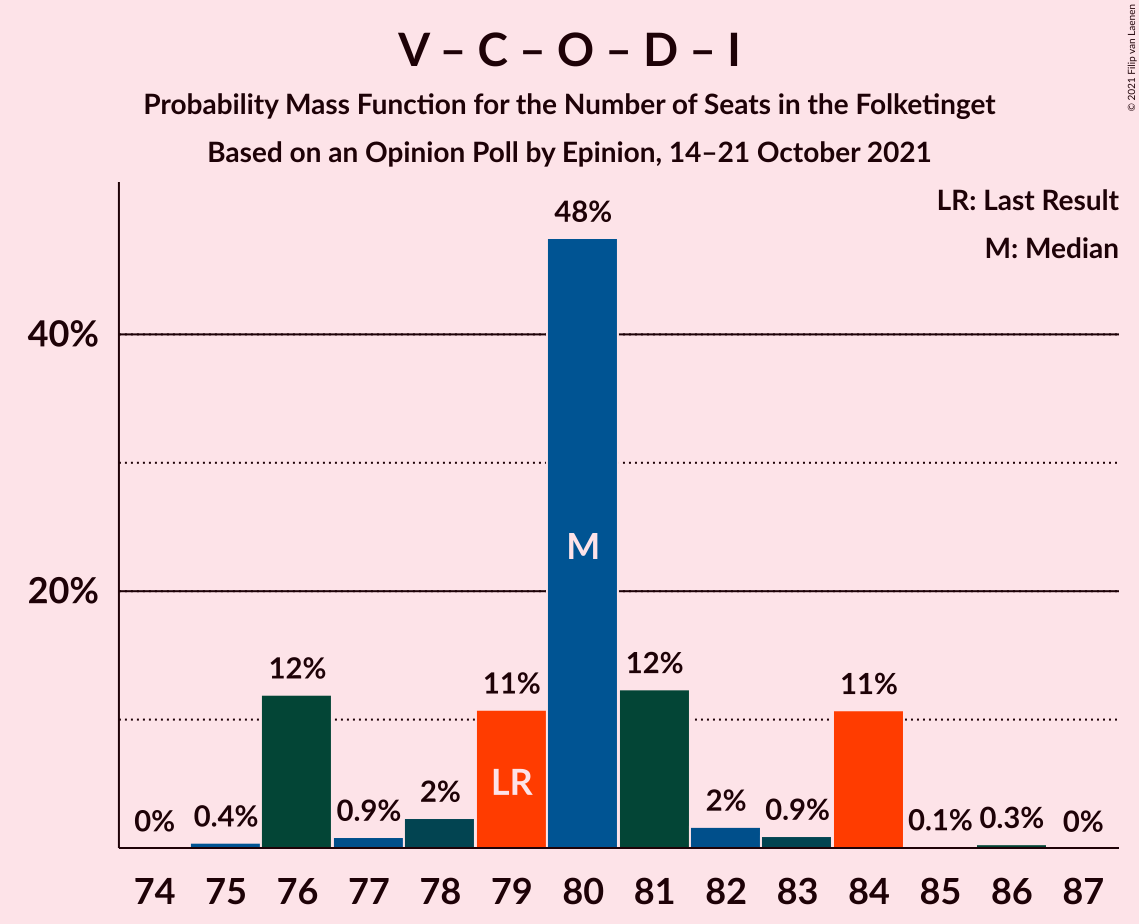 V – C – O – D – I
Probability Mass Function for the Number of Seats in the Folketinget
Based on an Opinion Poll by Epinion, 14–21 October 2021
© 2021 Filip van Laenen
LR: Last Result
M: Median
48%
40%
M
20%
12%
12%
11%
11%
LR
2%
2%
0.9%
0.9%
0.4%
0.3%
0.1%
0%
0%
74 75 76 77 78 79 80 81 82 83 84 85 86 87